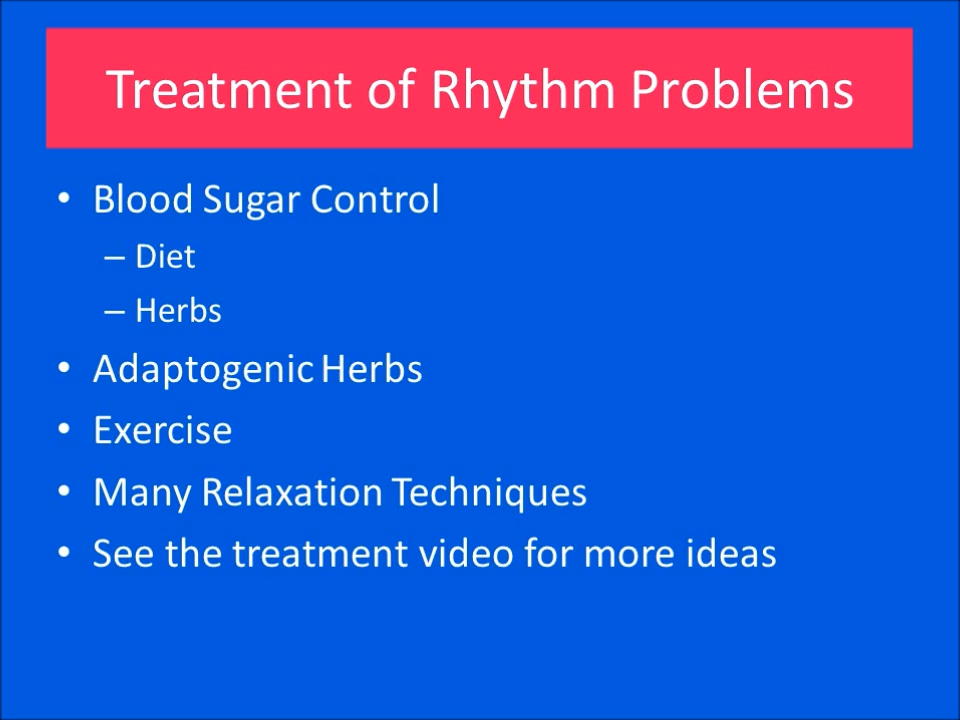 Treatment of Rhythm Problems
• Blood Sugar Control
– Diet
– Herbs
• Adaptogenic Herbs
• Exercise
• Many Relaxation Techniques
• See the treatment video for more ideas